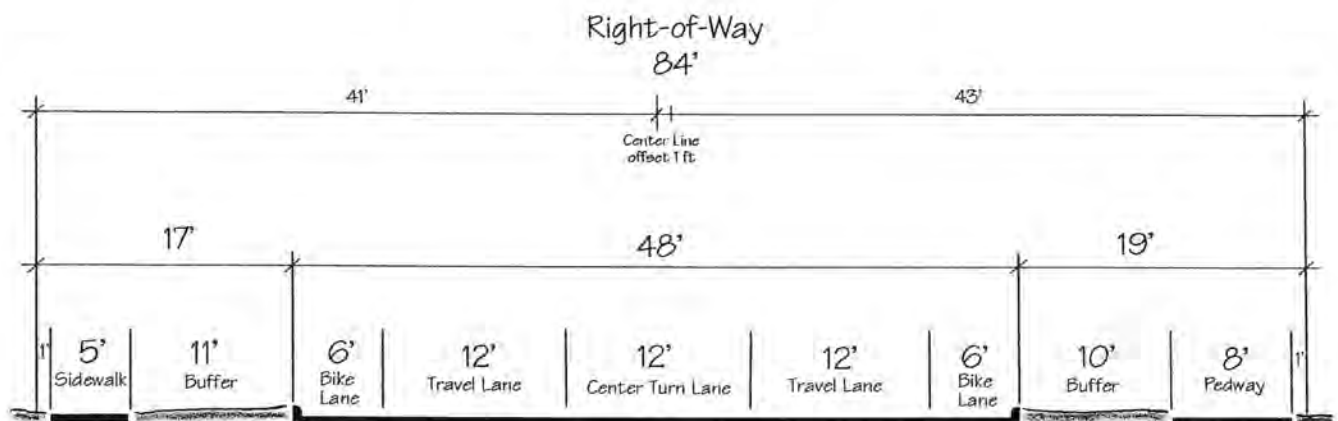 Right-of-Way
84'
41'
43'
Center Line
offset 1 ft
17'
48'
19'
1'
5'
Sidewalk
11'
Buffer
6'
Bike
Lane
12'
Travel Lane
12'
Center Turn Lane
12'
Travel Lane
6'
Bike
Lane
10'
Buffer
8'
Pedway
1'